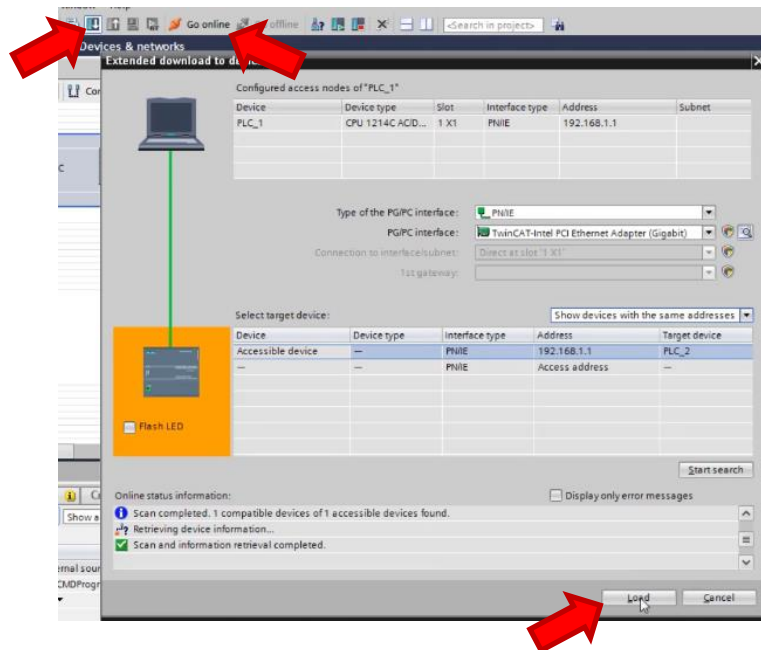 Go online
offline
<Search in project>
Devices & networks
Extended download to
Configured access nodes of "PLC_1"
Device Device type Slot Interface type Address Subnet
PLC_1 CPU 1214C AC/D... 1 X1 PN/IE 192.168.1.1
Type of the PG/PC interface: PN/IE
PG/PC interface: TwinCAT-Intel PCI Ethernet Adapter (Gigabit)
Connection to interface/subnet: Direct at slot '1 X1'
1st gateway:
Select target device: Show devices with the same addresses
Device Device type Interface type Address Target device
Accessible device — PN/IE 192.168.1.1 PLC_2
— — PN/IE Access address —
Flash LED
Start search
Online status information: Display only error messages
Show a
Scan completed. 1 compatible devices of 1 accessible devices found.
Retrieving device information...
Scan and information retrieval completed.
ernal sour
CMDProgr
Load Cancel